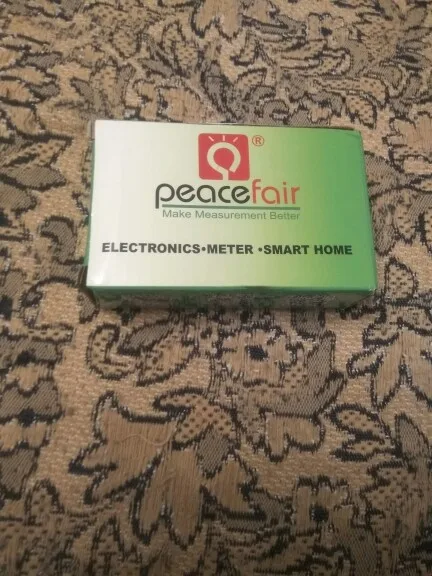 ®
peacefair
Make Measurement Better
ELECTRONICS•METER •SMART HOME